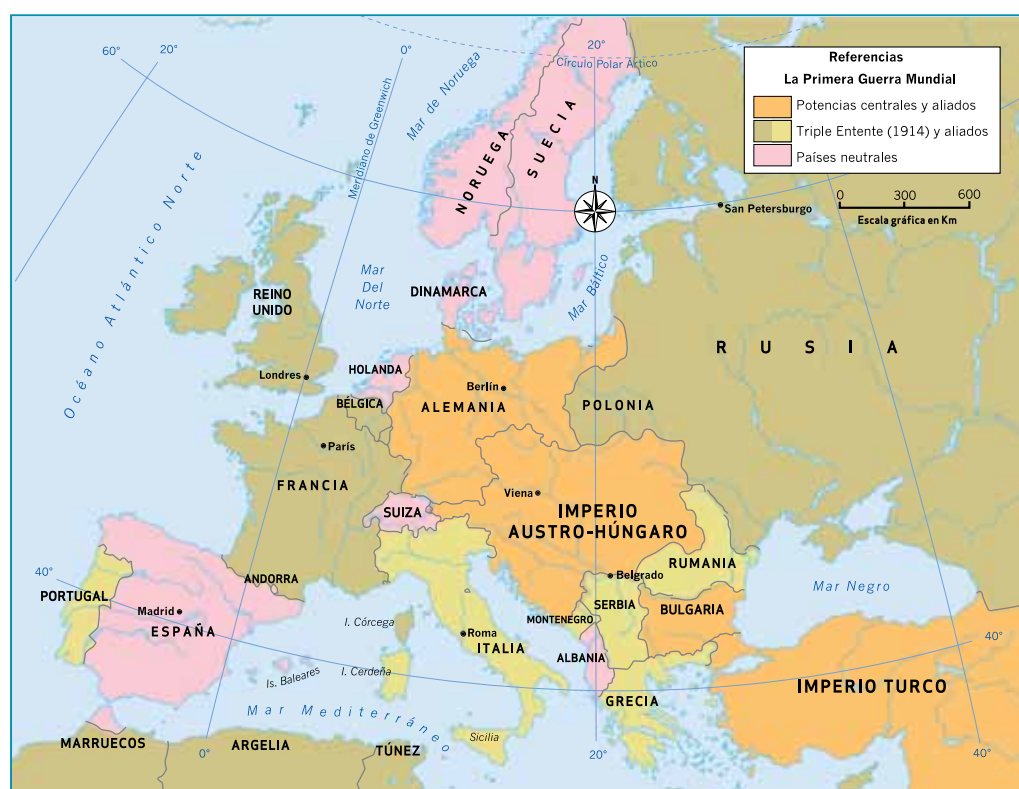 60°
20°
0°
20°
Círculo Polar Ártico
Mar de Noruega
Meridiano de Greenwich
Océano Atlántico Norte
Referencias
La Primera Guerra Mundial
Potencias centrales y aliados
Triple Entente (1914) y aliados
Países neutrales
0 300 600
Escala gráfica en Km
N
NORUEGA
SUECIA
San Petersburgo
Mar
Del
Norte
DINAMARCA
Mar Báltico
REINO
UNIDO
RUSIA
HOLANDA
Londres
Berlín
BÉLGICA
ALEMANIA
POLONIA
París
FRANCIA
Viena
SUIZA
IMPERIO
AUSTRO-HÚNGARO
RUMANIA
40°
ANDORRA
Belgrado
Mar Negro
PORTUGAL
SERBIA
BULGARIA
Madrid
ESPAÑA
I. Córcega
MONTENEGRO
Roma
ITALIA
40°
ALBANIA
Is. Baleares
I. Cerdeña
IMPERIO TURCO
GRECIA
Mar Mediterráneo
MARRUECOS
0°
ARGELIA
TÚNEZ
Sicilia
20°